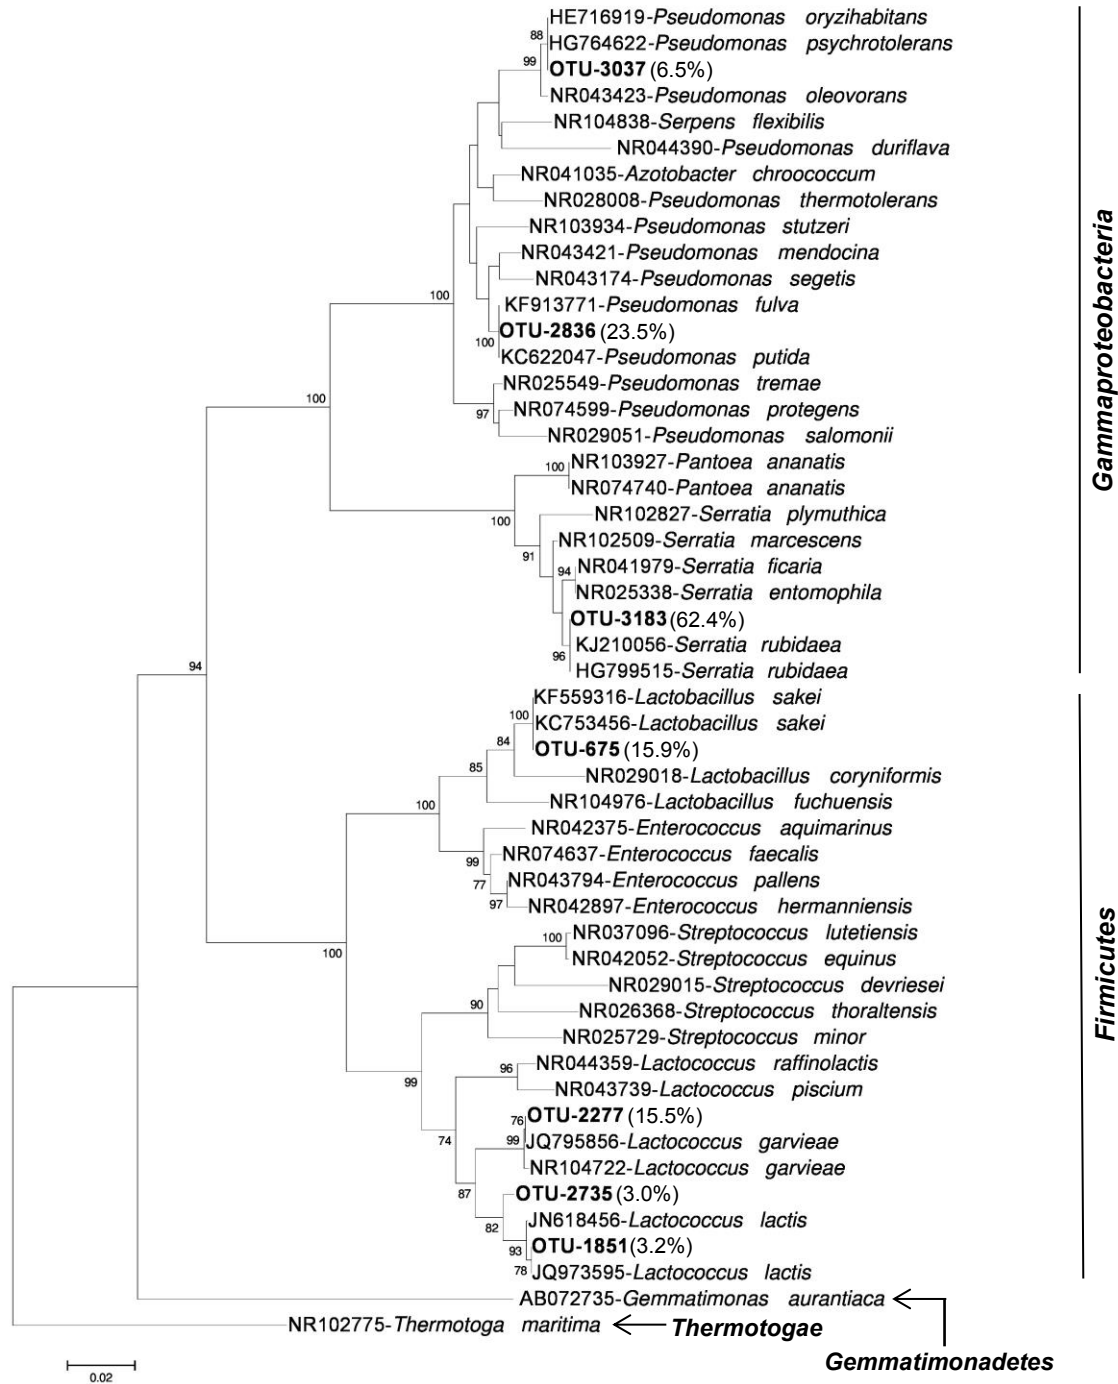 HE716919-Pseudomonas oryzihabitans
88
HG764622-Pseudomonas psychrotolerans
99
OTU-3037 (6.5%)
NR043423-Pseudomonas oleovorans
NR104838-Serpens flexibilis
NR044390-Pseudomonas duriflava
NR041035-Azotobacter chroococcum
NR028008-Pseudomonas thermotolerans
NR103934-Pseudomonas stutzeri
NR043421-Pseudomonas mendocina
NR043174-Pseudomonas segetis
100
KF913771-Pseudomonas fulva
OTU-2836 (23.5%)
100
KC622047-Pseudomonas putida
NR025549-Pseudomonas tremae
100
NR074599-Pseudomonas protegens
97
NR029051-Pseudomonas salomonii
NR103927-Pantoea ananatis
100
NR074740-Pantoea ananatis
NR102827-Serratia plymuthica
100
NR102509-Serratia marcescens
91
NR041979-Serratia ficaria
94
NR025338-Serratia entomophila
OTU-3183 (62.4%)
KJ210056-Serratia rubidaea
96
HG799515-Serratia rubidaea
94
Gammaproteobacteria
KF559316-Lactobacillus sakei
100
KC753456-Lactobacillus sakei
84
OTU-675 (15.9%)
85
NR029018-Lactobacillus coryniformis
NR104976-Lactobacillus fuchuensis
100
NR042375-Enterococcus aquimarinus
NR074637-Enterococcus faecalis
99
NR043794-Enterococcus pallens
77
NR042897-Enterococcus hermanniensis
97
NR037096-Streptococcus lutetiensis
100
NR042052-Streptococcus equinus
100
NR029015-Streptococcus devriesei
NR026368-Streptococcus thoraltensis
90
NR025729-Streptococcus minor
NR044359-Lactococcus raffinolactis
96
99
NR043739-Lactococcus piscium
OTU-2277 (15.5%)
76
JQ795856-Lactococcus garvieae
99
74
NR104722-Lactococcus garvieae
OTU-2735 (3.0%)
87
JN618456-Lactococcus lactis
82
OTU-1851 (3.2%)
93
JQ973595-Lactococcus lactis
78
Firmicutes
AB072735-Gemmatimonas aurantiaca
NR102775-Thermotoga maritima
Thermotogae
Gemmatimonadetes
0.02